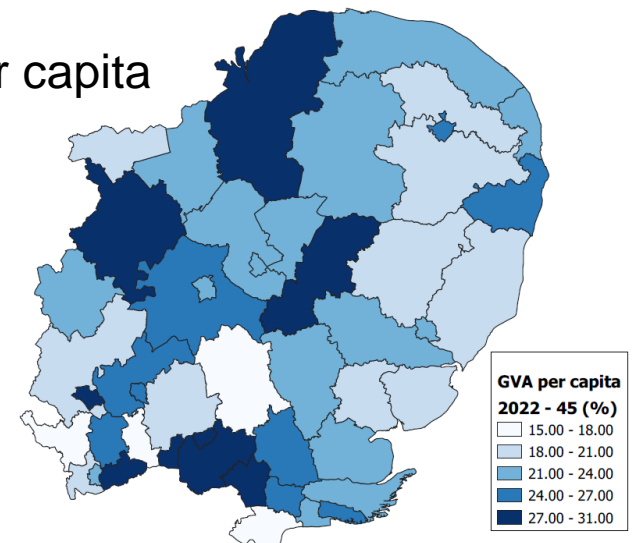 r capita
GVA per capita
2022 - 45 (%)
15.00 - 18.00
18.00 - 21.00
21.00 - 24.00
24.00 - 27.00
27.00 - 31.00